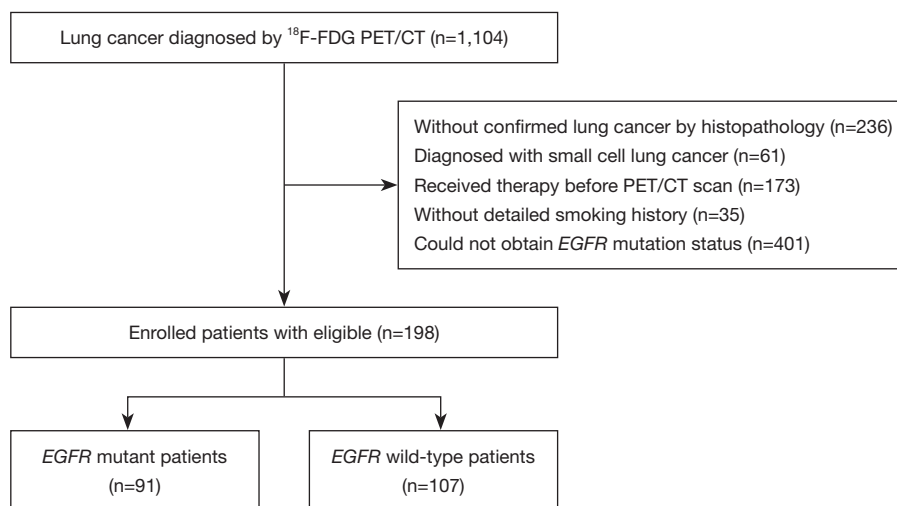 Lung cancer diagnosed by ¹⁸F-FDG PET/CT (n=1,104)
Without confirmed lung cancer by histopathology (n=236)
Diagnosed with small cell lung cancer (n=61)
Received therapy before PET/CT scan (n=173)
Without detailed smoking history (n=35)
Could not obtain EGFR mutation status (n=401)
Enrolled patients with eligible (n=198)
EGFR mutant patients
(n=91)
EGFR wild-type patients
(n=107)